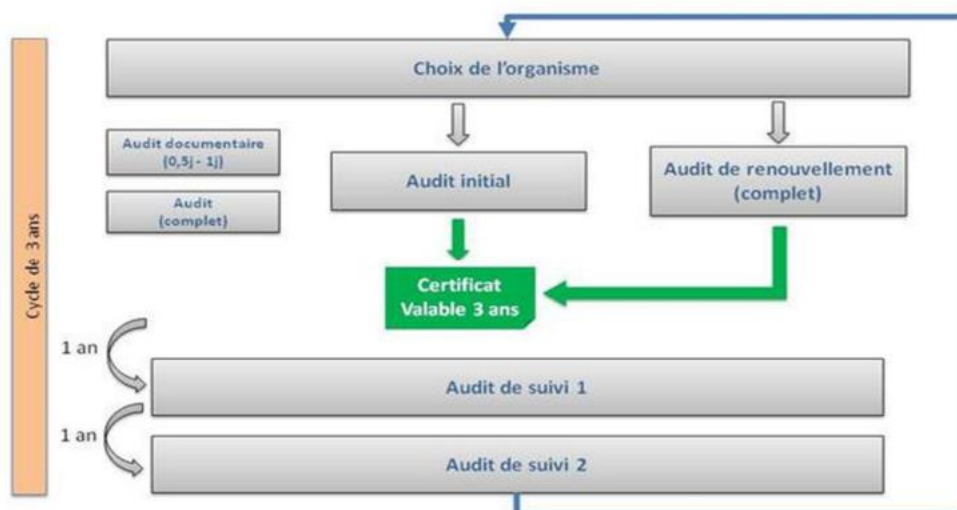 Choix de l'organisme
Audit documentaire
(0,5j - 1j)
Audit
(complet)
Audit initial
Audit de renouvellement
(complet)
Certificat
Valable 3 ans
Cycle de 3 ans
1 an
Audit de suivi 1
1 an
Audit de suivi 2